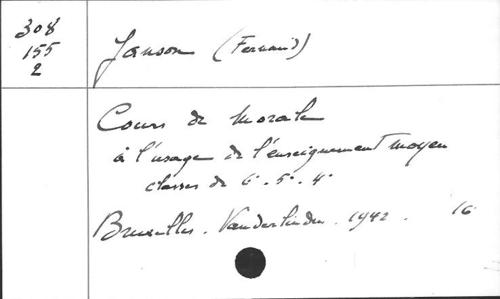 308
155
2
Janson (Fernand)
Cours de Morale
à l'usage de l'enseignement moyen
classes de 6e. 5e. 4e
Bruxelles. Vanderlinden. 1942. 16